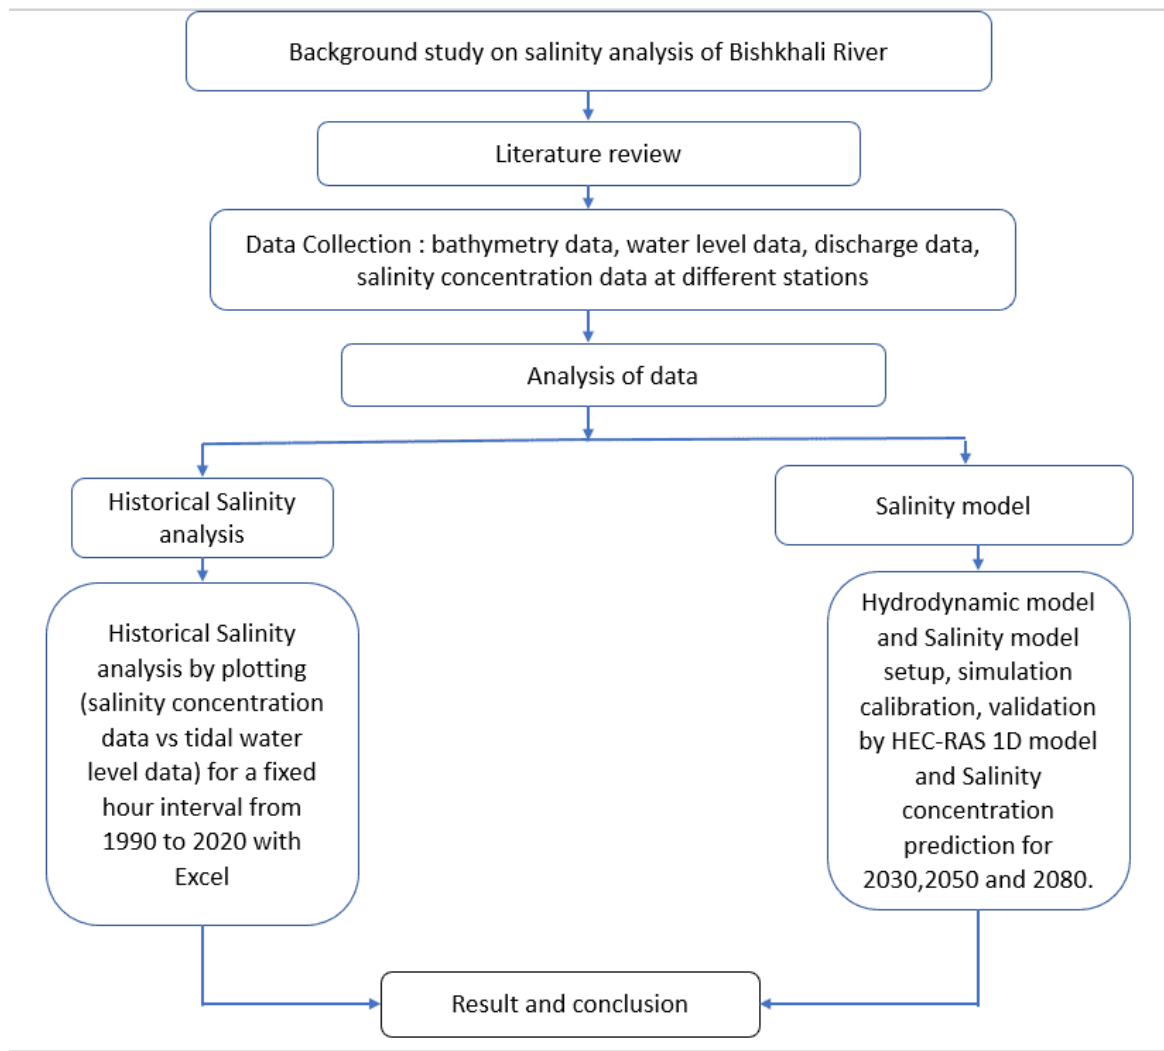 Background study on salinity analysis of Bishkhali River
Literature review
Data Collection : bathymetry data, water level data, discharge data,
salinity concentration data at different stations
Analysis of data
Historical Salinity
analysis
Salinity model
Historical Salinity
analysis by plotting
(salinity concentration
data vs tidal water
level data) for a fixed
hour interval from
1990 to 2020 with
Excel
Hydrodynamic model
and Salinity model
setup, simulation
calibration, validation
by HEC-RAS 1D model
and Salinity
concentration
prediction for
2030,2050 and 2080.
Result and conclusion